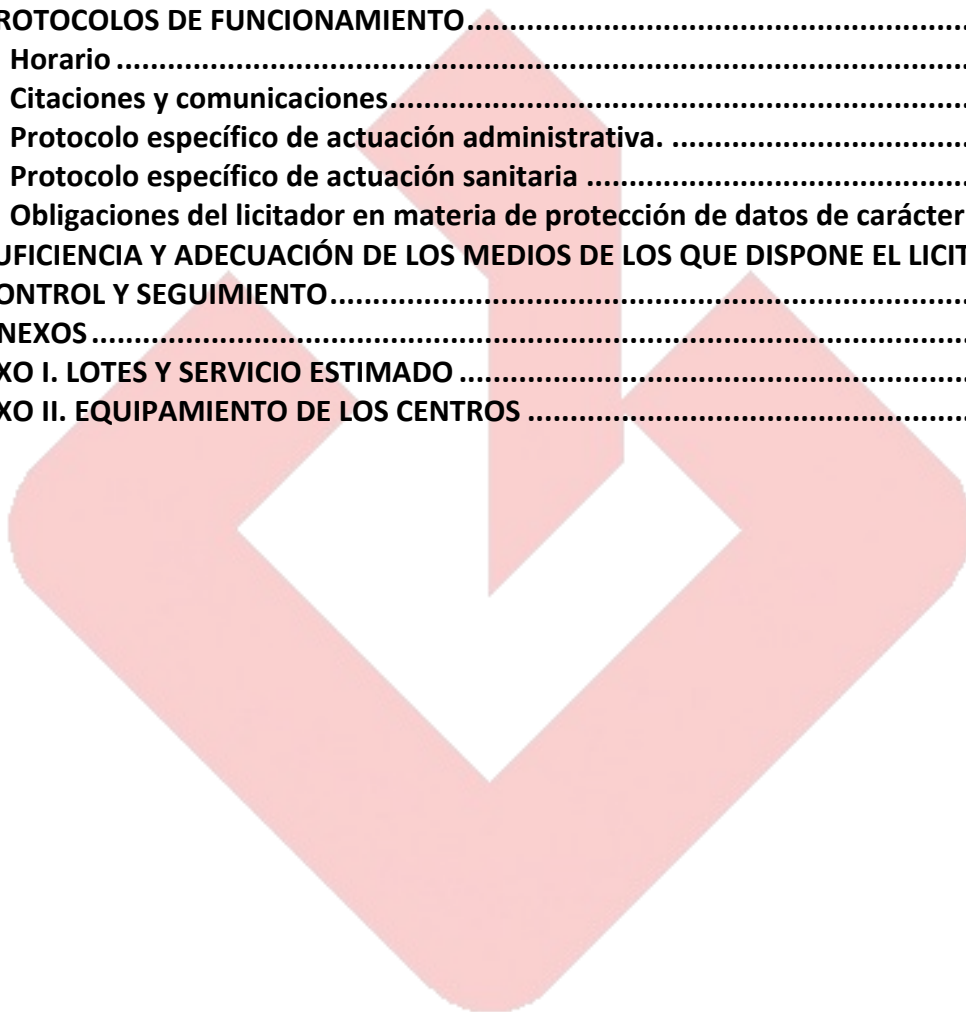 ROTOCOLOS DE FUNCIONAMIENTO................................................................
Horario ................................................................................................
Citaciones y comunicaciones................................................................
Protocolo específico de actuación administrativa. ................................
Protocolo específico de actuación sanitaria ..........................................
Obligaciones del licitador en materia de protección de datos de carácter
UFICIENCIA Y ADECUACIÓN DE LOS MEDIOS DE LOS QUE DISPONE EL LICIT
ONTROL Y SEGUIMIENTO......................................................................
NEXOS ..................................................................................................
XO I. LOTES Y SERVICIO ESTIMADO .......................................................
XO II. EQUIPAMIENTO DE LOS CENTROS ................................................